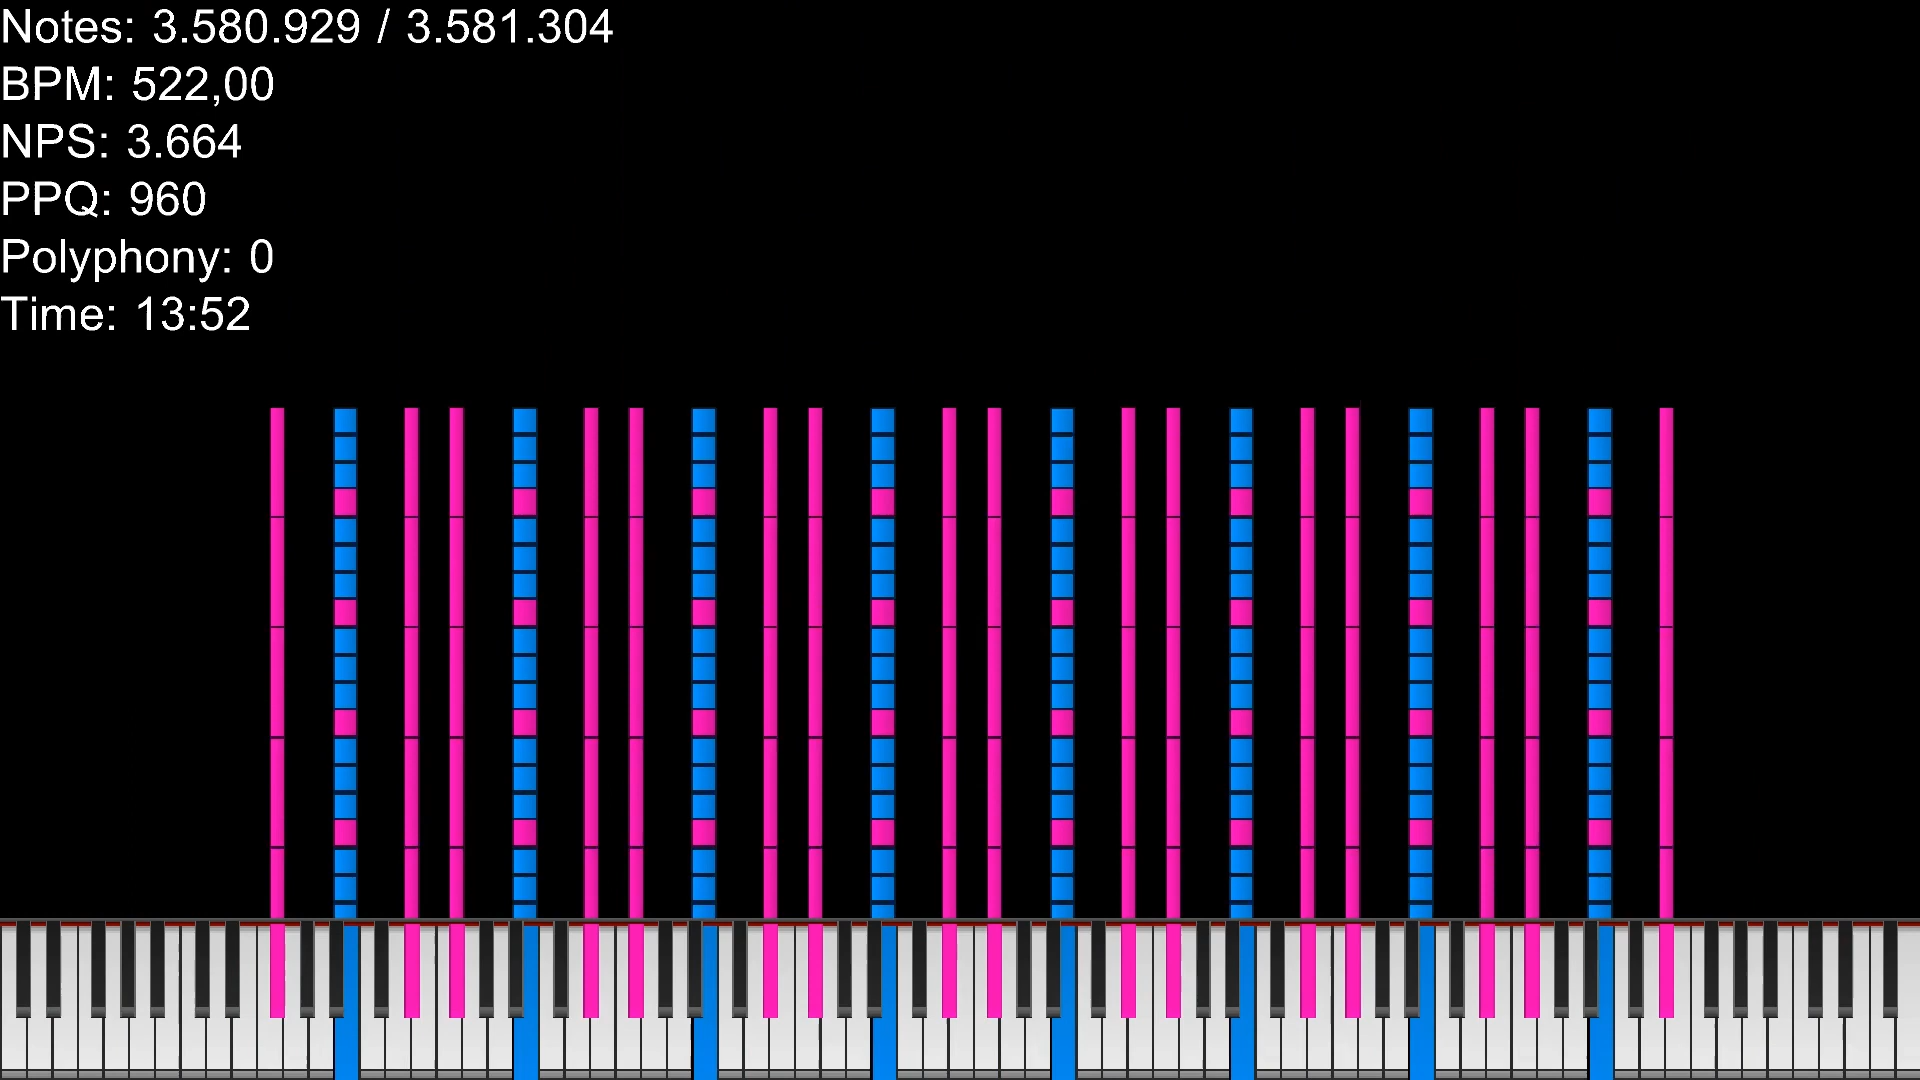 Notes: 3.580.929 / 3.581.304
BPM: 522,00
NPS: 3.664
PPQ: 960
Polyphony: 0
Time: 13:52